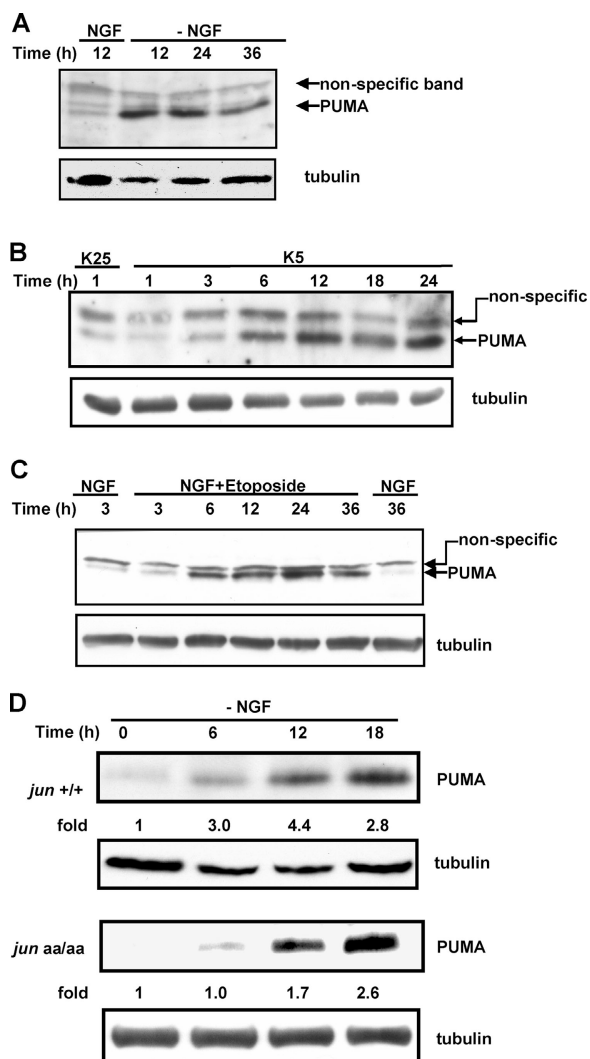 A
NGF - NGF
Time (h) 12 12 24 36
non-specific band
PUMA
tubulin
B
K25 K5
Time (h) 1 1 3 6 12 18 24
non-specific
PUMA
tubulin
C
NGF NGF+Etoposide NGF
Time (h) 3 3 6 12 24 36 36
non-specific
PUMA
tubulin
D
- NGF
Time (h) 0 6 12 18
jun +/+ PUMA
fold 1 3.0 4.4 2.8
tubulin
jun aa/aa PUMA
fold 1 1.0 1.7 2.6
tubulin